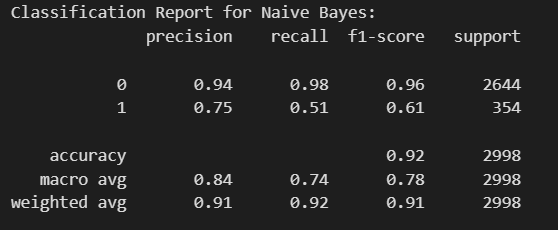 Classification Report for Naive Bayes:
precision recall f1-score support
0 0.94 0.98 0.96 2644
1 0.75 0.51 0.61 354
accuracy 0.92 2998
macro avg 0.84 0.74 0.78 2998
weighted avg 0.91 0.92 0.91 2998